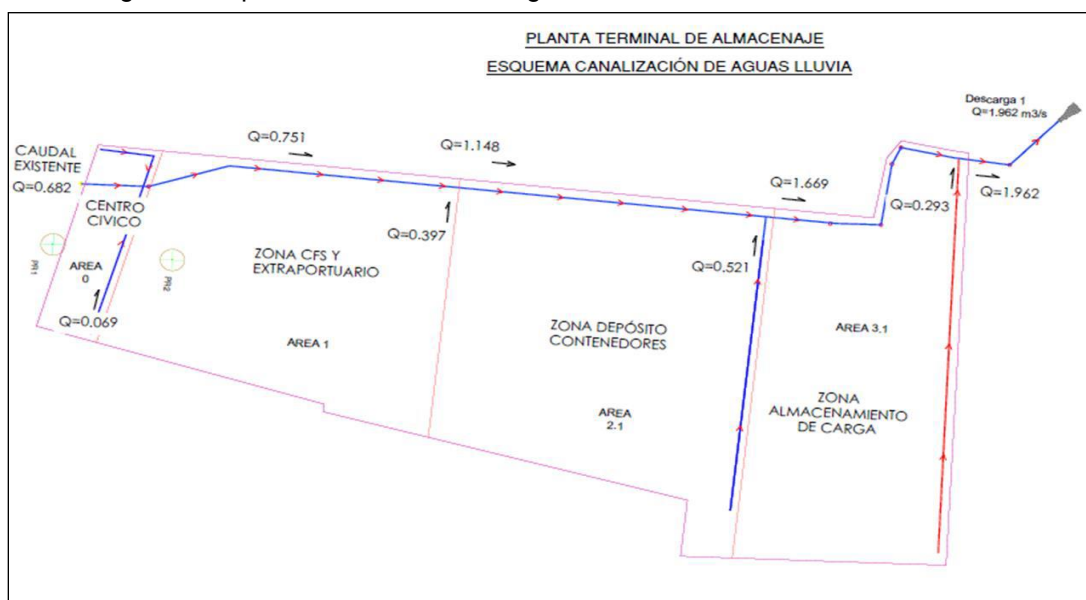 PLANTA TERMINAL DE ALMACENAJE
ESQUEMA CANALIZACIÓN DE AGUAS LLUVIA
Descarga 1
Q=1.962 m3/s
Q=0.751
Q=1.148
CAUDAL
EXISTENTE
Q=0.682
Q=1.669
Q=0.293
Q=1.962
CENTRO
CIVICO
Q=0.397
ZONA CFS Y
EXTRAPORTUARIO
Q=0.521
PR1
AREA
0
PR2
Q=0.069
AREA 1
ZONA DEPÓSITO
CONTENEDORES
AREA 3.1
AREA
2.1
ZONA
ALMACENAMIENTO
DE CARGA